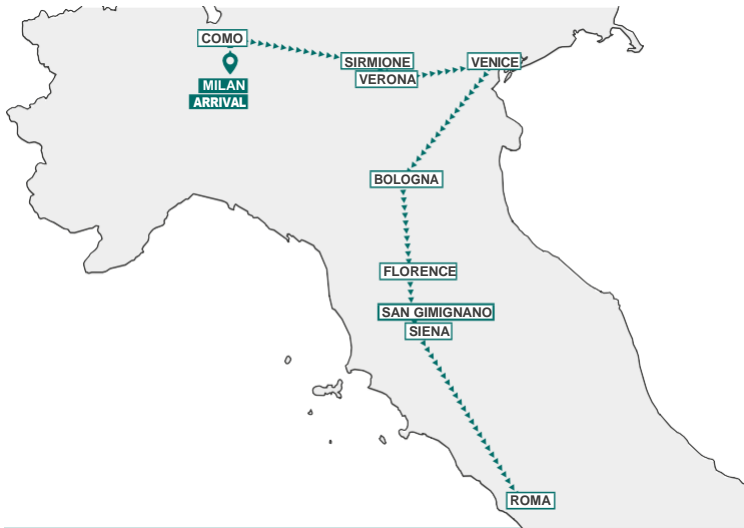 COMO
MILAN
ARRIVAL
SIRMIONE
VERONA
VENICE
BOLOGNA
FLORENCE
SAN GIMIGNANO
SIENA
ROMA